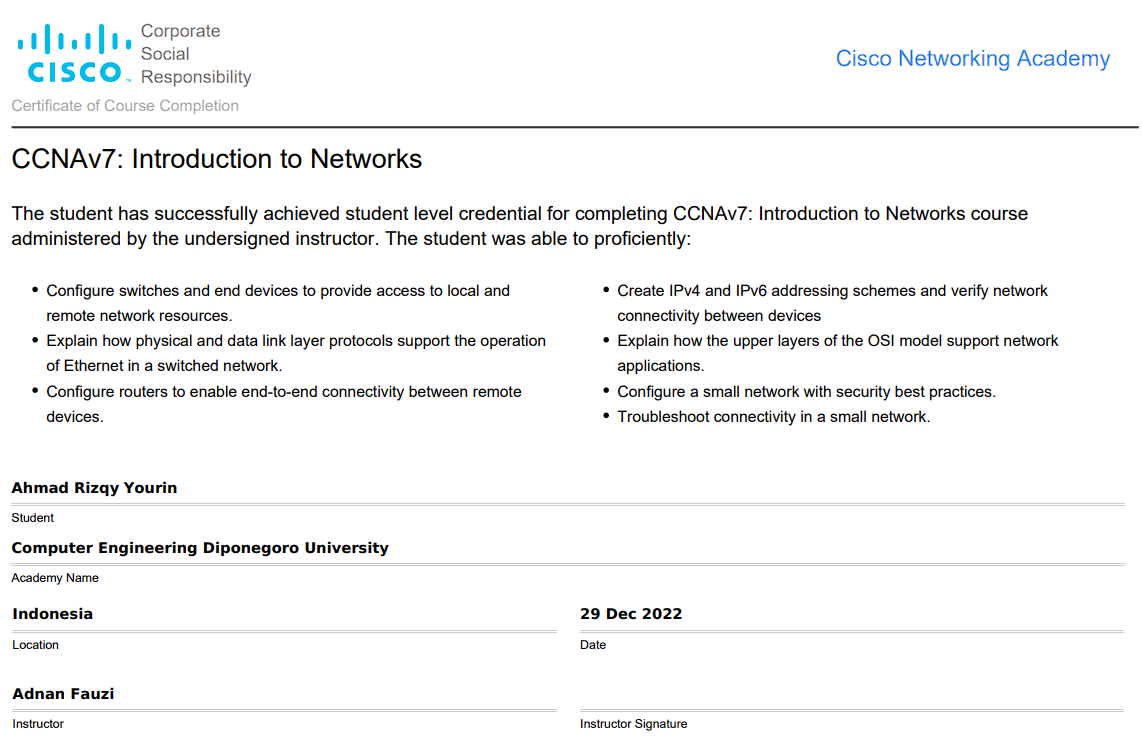 Corporate
Social
Responsibility
CISCO™
Cisco Networking Academy
Certificate of Course Completion
CCNAv7: Introduction to Networks
The student has successfully achieved student level credential for completing CCNAv7: Introduction to Networks course
administered by the undersigned instructor. The student was able to proficiently:
• Configure switches and end devices to provide access to local and
remote network resources.
• Explain how physical and data link layer protocols support the operation
of Ethernet in a switched network.
• Configure routers to enable end-to-end connectivity between remote
devices.
• Create IPv4 and IPv6 addressing schemes and verify network
connectivity between devices
• Explain how the upper layers of the OSI model support network
applications.
• Configure a small network with security best practices.
• Troubleshoot connectivity in a small network.
Ahmad Rizqy Yourin
Student
Computer Engineering Diponegoro University
Academy Name
Indonesia
Location
29 Dec 2022
Date
Adnan Fauzi
Instructor
Instructor Signature